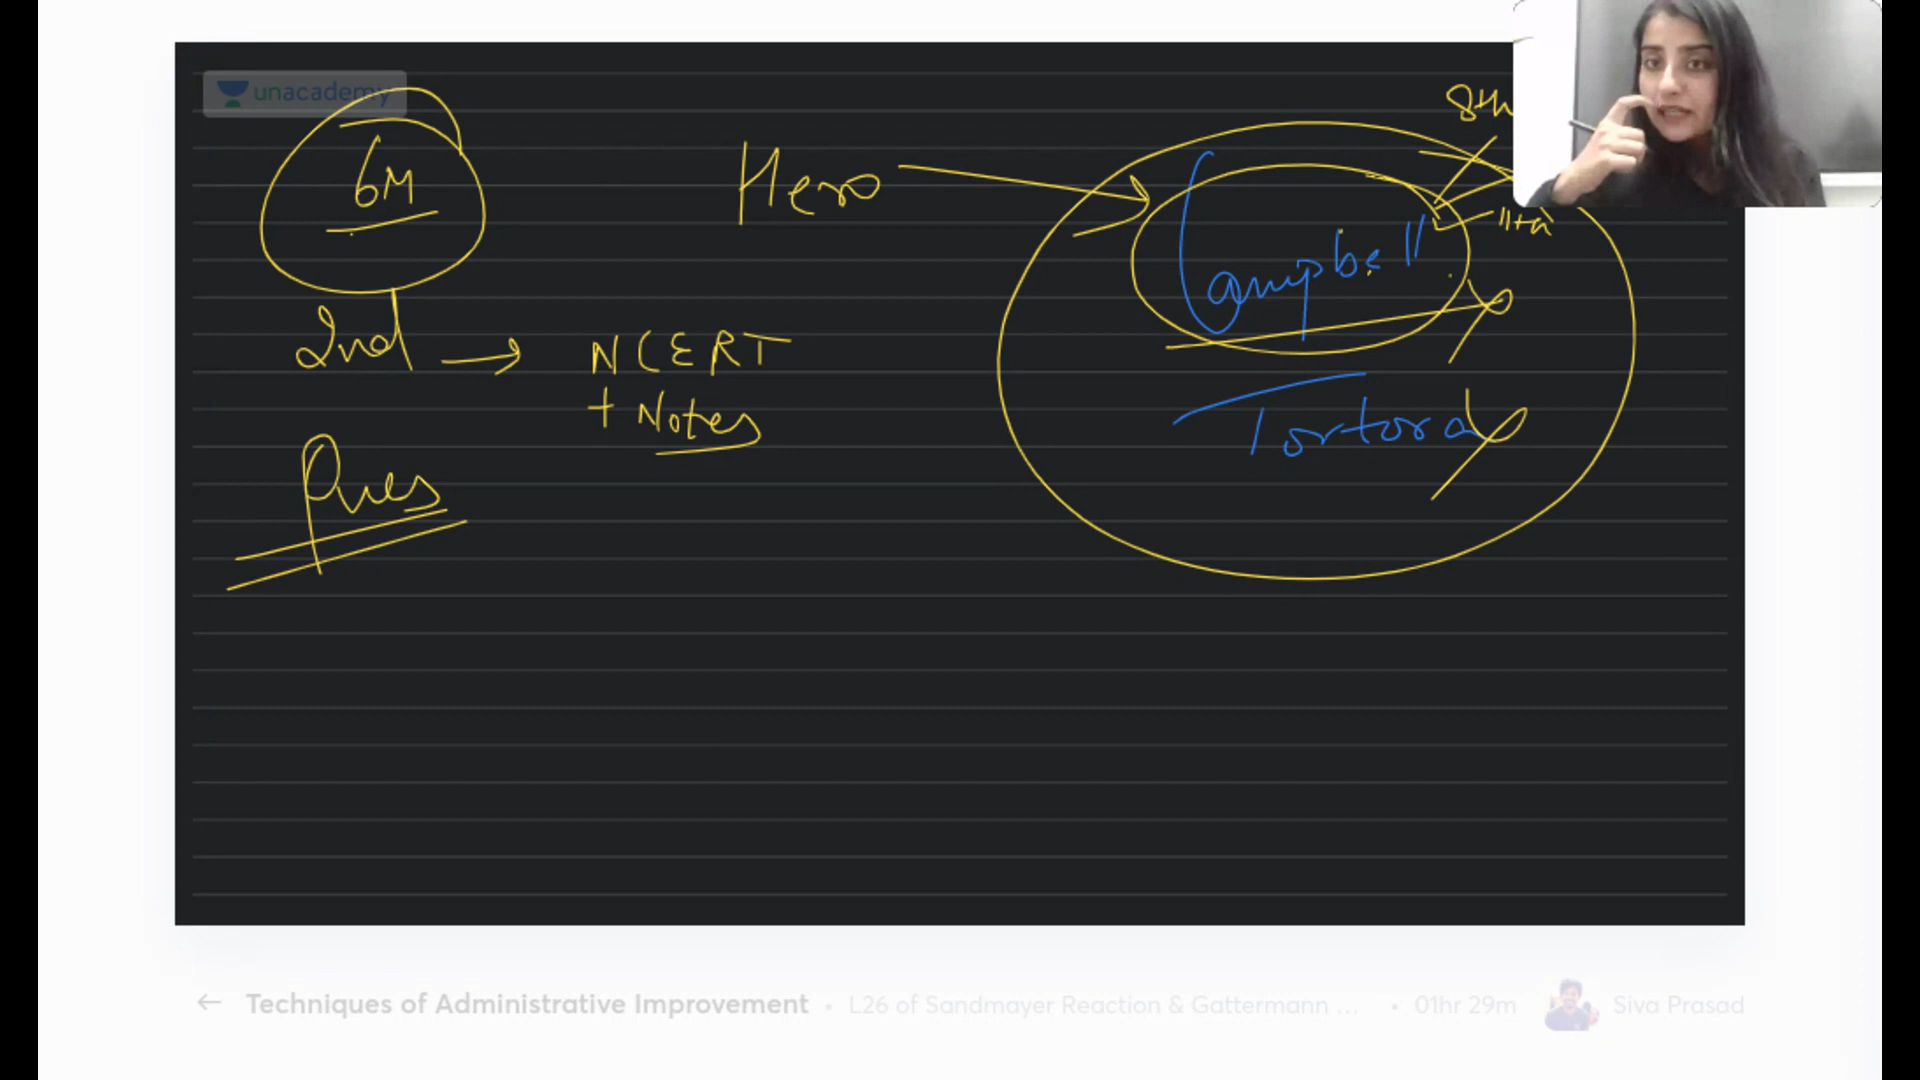 unacademy
6M
Hero
8th
11th
Campbell
2nd → NCERT
+ Notes
Tortora
Ques
← Techniques of Administrative Improvement • L26 of Sandmayer Reaction & Gattermann ... • 01hr 29m Siva Prasad